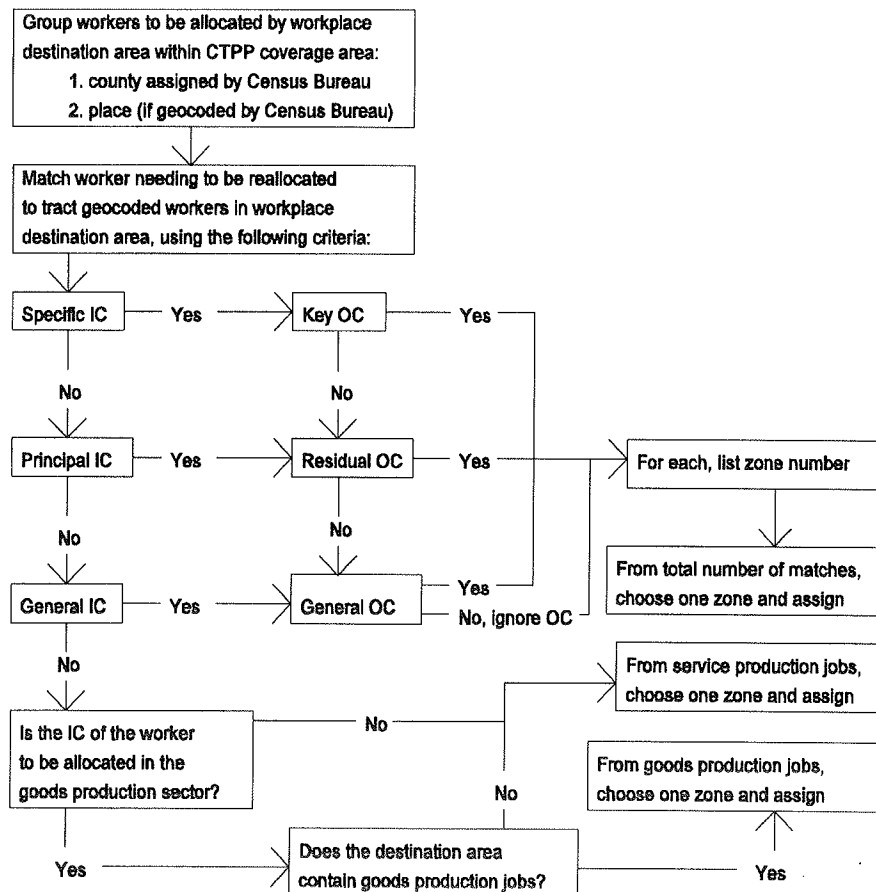 Group workers to be allocated by workplace
destination area within CTPP coverage area:
1. county assigned by Census Bureau
2. place (if geocoded by Census Bureau)
Match worker needing to be reallocated
to tract geocoded workers in workplace
destination area, using the following criteria:
Specific IC
Yes
Key OC
Yes
No
No
Principal IC
Yes
Residual OC
Yes
For each, list zone number
No
No
From total number of matches,
choose one zone and assign
General IC
Yes
General OC
Yes
No, ignore OC
No
From service production jobs,
choose one zone and assign
Is the IC of the worker
to be allocated in the
goods production sector?
No
From goods production jobs,
choose one zone and assign
No
Yes
Does the destination area
contain goods production jobs?
Yes